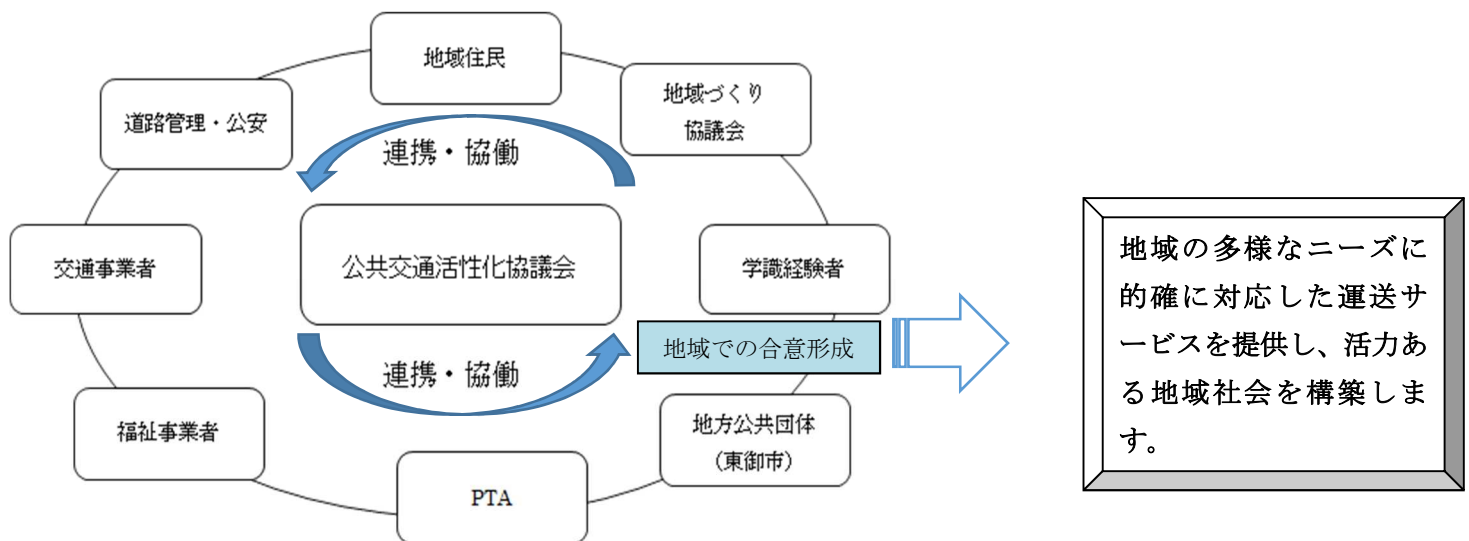 地域住民
地域づくり
協議会
道路管理・公安
連携・協働
交通事業者
公共交通活性化協議会
学識経験者
地域での合意形成
連携・協働
福祉事業者
地方公共団体
（東御市）
PTA
地域の多様なニーズに
的確に対応した運送サ
ービスを提供し、活力あ
る地域社会を構築しま
す。